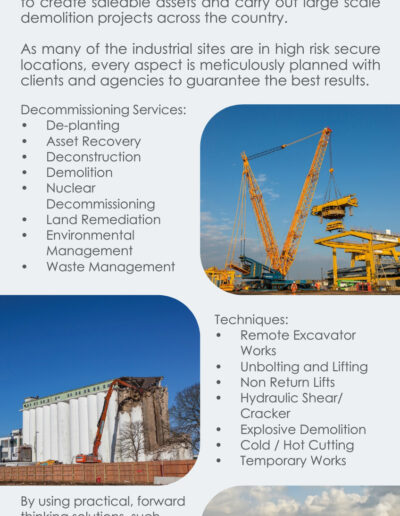 to create saleable assets and carry out large scale
demolition projects across the country.
As many of the industrial sites are in high risk secure
locations, every aspect is meticulously planned with
clients and agencies to guarantee the best results.
Decommissioning Services:
• De-planting
• Asset Recovery
• Deconstruction
• Demolition
• Nuclear
Decommissioning
• Land Remediation
• Environmental
Management
• Waste Management
Techniques:
• Remote Excavator
Works
• Unbolting and Lifting
• Non Return Lifts
• Hydraulic Shear/
Cracker
• Explosive Demolition
• Cold / Hot Cutting
• Temporary Works
By using practical, forward
thinking solutions, such